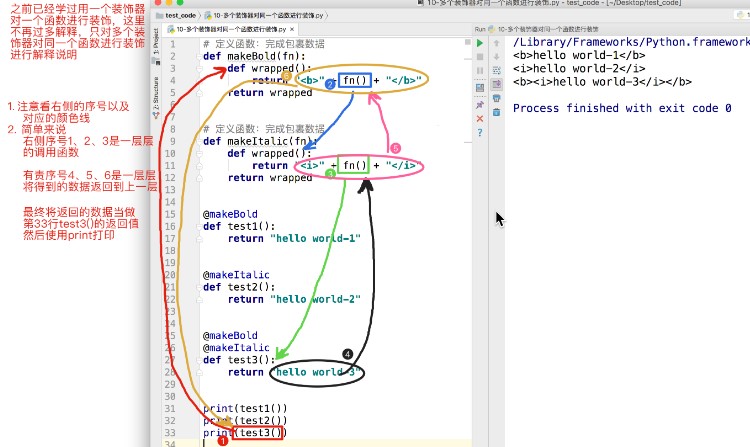 之前已经学过用一个装饰器
对一个函数进行装饰，这里
不再过多解释，只对多个
装饰器对同一个函数进行装饰
进行解释说明
1. 注意看右侧的序号以及
对应的颜色线
2. 简单来说
右侧序号1、2、3是一层层
的调用函数
有责序号4、5、6是一层层
将得到的数据返回到上一层
最终将返回的数据当做
第33行test3()的返回值
然后使用print打印
10-多个装饰器对同一个函数进行装饰.py - test_code - [~/Desktop/test_code]
test_code 10-多个装饰器对同一个函数进行装饰.py
10-多个装饰器对同一个函数进行装饰.py ×
1: Project
2: Structure
1 # 定义函数：完成包裹数据
2 def makeBold(fn):
3 def wrapped():
4 return "<b>" + fn() + "</b>"
5 return wrapped
6
7
8 # 定义函数：完成包裹数据
9 def makeItalic(fn):
10 def wrapped():
11 return "<i>" + fn() + "</i>"
12 return wrapped
13
14
15 @makeBold
16 def test1():
17 return "hello world-1"
18
19
20 @makeItalic
21 def test2():
22 return "hello world-2"
23
24
25 @makeBold
26 @makeItalic
27 def test3():
28 return "hello world-3"
29
30
31 print(test1())
32 print(test2())
33 print(test3())
34
1
2
3
4
5
6
Run 10-多个装饰器对同一个函数进行装饰
/Library/Frameworks/Python.framework
<b>hello world-1</b>
<i>hello world-2</i>
<b><i>hello world-3</i></b>
Process finished with exit code 0